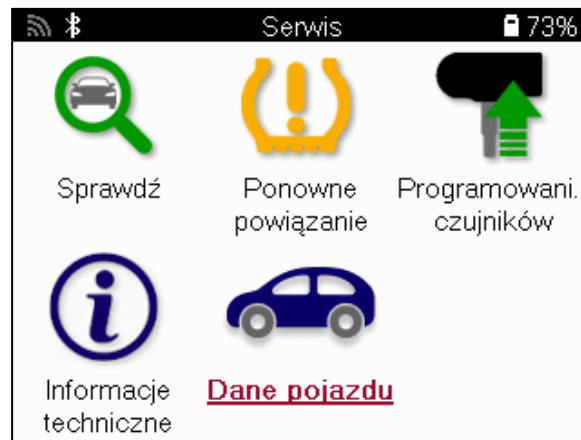 Serwis 73%
Sprawdź
Ponowne
powiązanie
Programowani.
czujników
Informacje
techniczne
Dane pojazdu